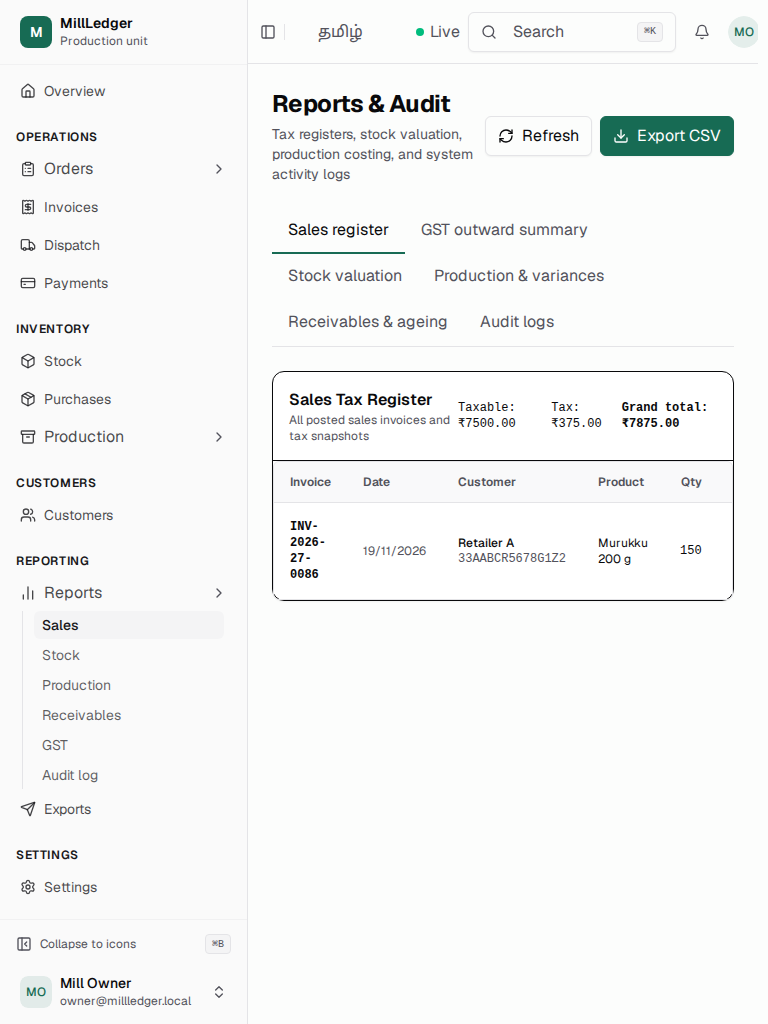 M
MillLedger
Production unit
Overview
OPERATIONS
Orders
Invoices
Dispatch
Payments
INVENTORY
Stock
Purchases
Production
CUSTOMERS
Customers
REPORTING
Reports
Sales
Stock
Production
Receivables
GST
Audit log
Exports
SETTINGS
Settings
Collapse to icons ⌘B
MO
Mill Owner
owner@millledger.local
தமிழ் Live Search ⌘K MO
Reports & Audit
Tax registers, stock valuation,
production costing, and system
activity logs
Refresh Export CSV
Sales register GST outward summary
Stock valuation Production & variances
Receivables & ageing Audit logs
Sales Tax Register
All posted sales invoices and
tax snapshots
Taxable: Tax: Grand total:
₹7500.00 ₹375.00 ₹7875.00
Invoice Date Customer Product Qty
INV-
2026-
27-
0086
19/11/2026
Retailer A
33AABCR5678G1Z2
Murukku
200 g
150